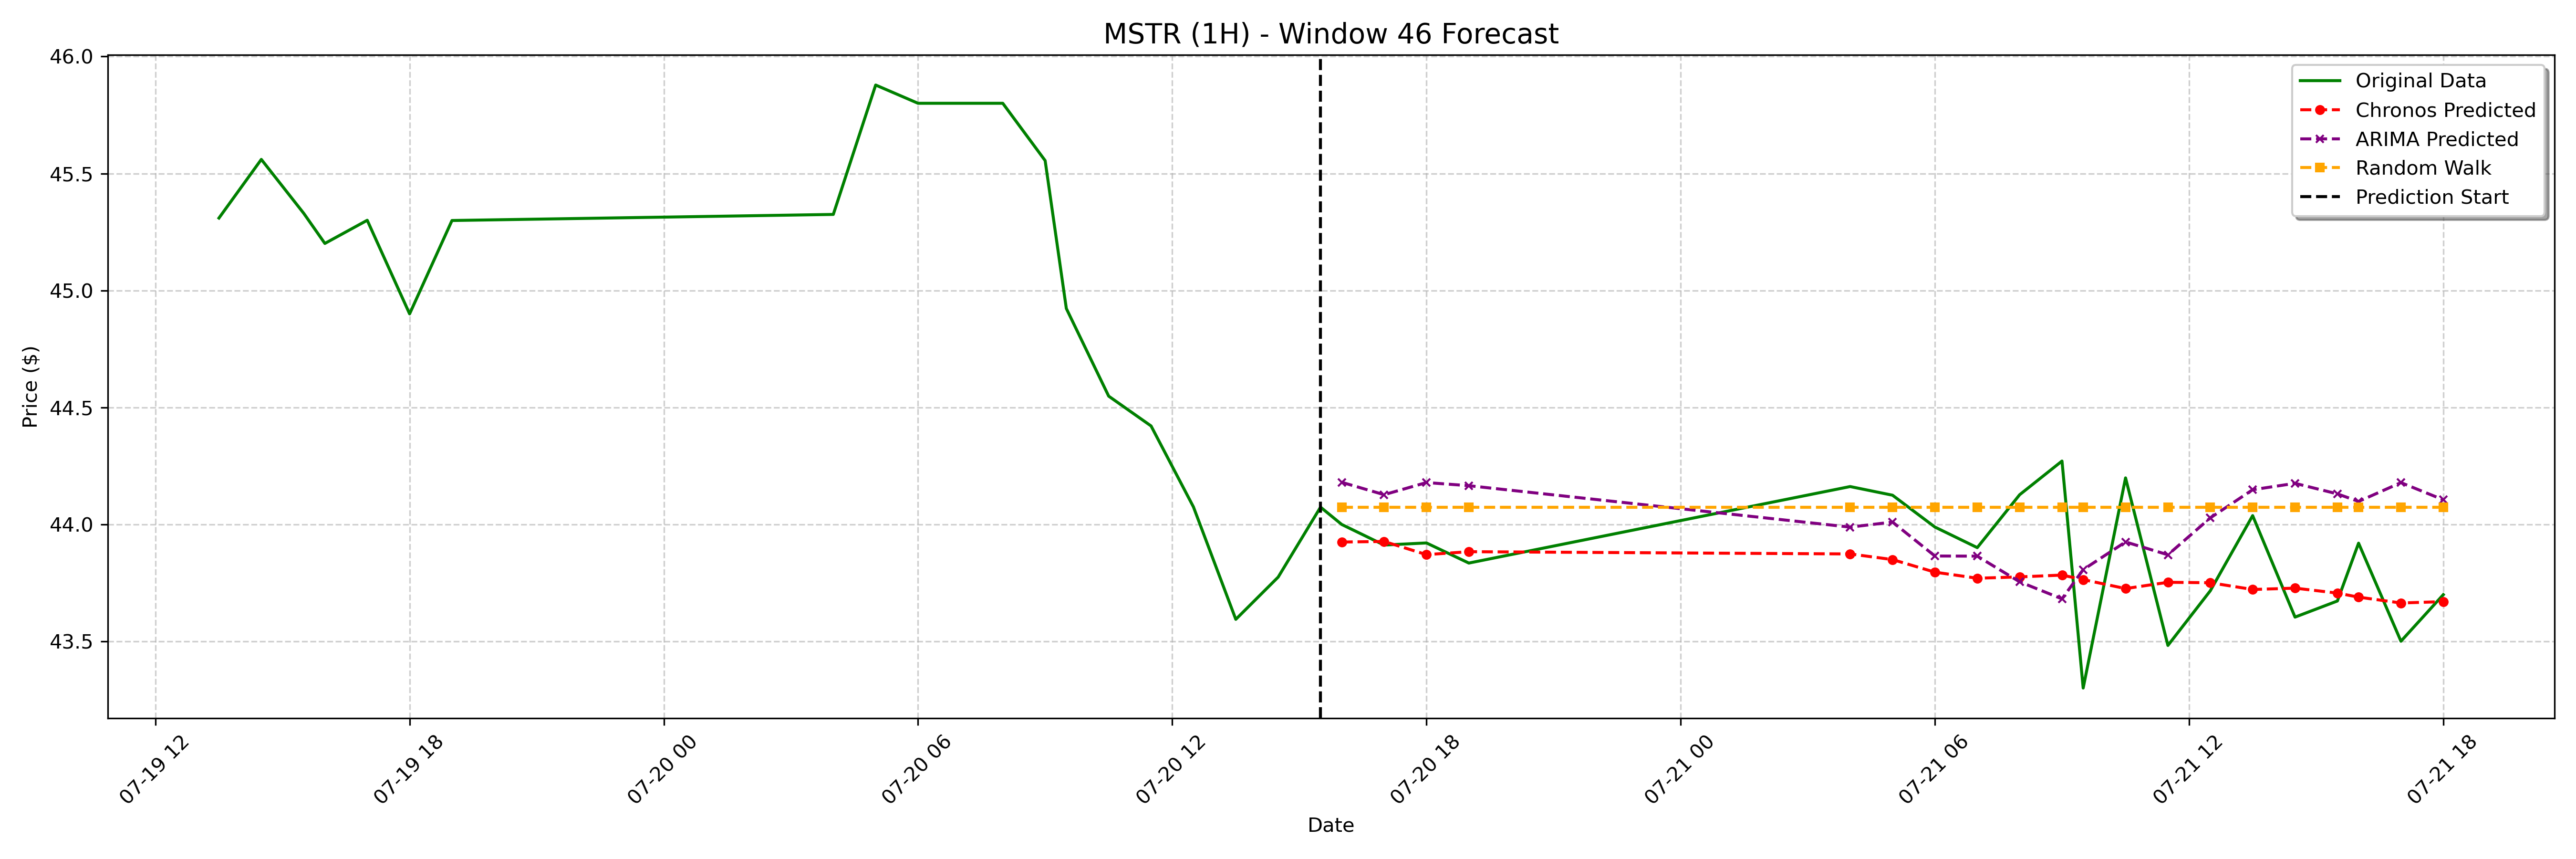 MSTR (1H) - Window 46 Forecast
Original Data
Chronos Predicted
ARIMA Predicted
Random Walk
Prediction Start
Price ($)
46.0
45.5
45.0
44.5
44.0
43.5
07-19 12
07-19 18
07-20 00
07-20 06
07-20 12
07-20 18
07-21 00
07-21 06
07-21 12
07-21 18
Date